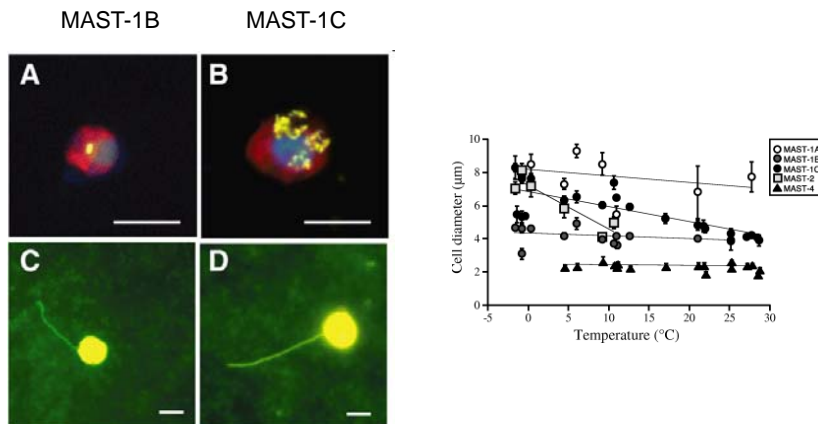 MAST-1B
MAST-1C
A
B
C
D
Cell diameter (µm)
10
8
6
4
2
0
-5
0
5
10
15
20
25
30
Temperature (°C)
MAST-1A
MAST-1B
MAST-1C
MAST-2
MAST-4